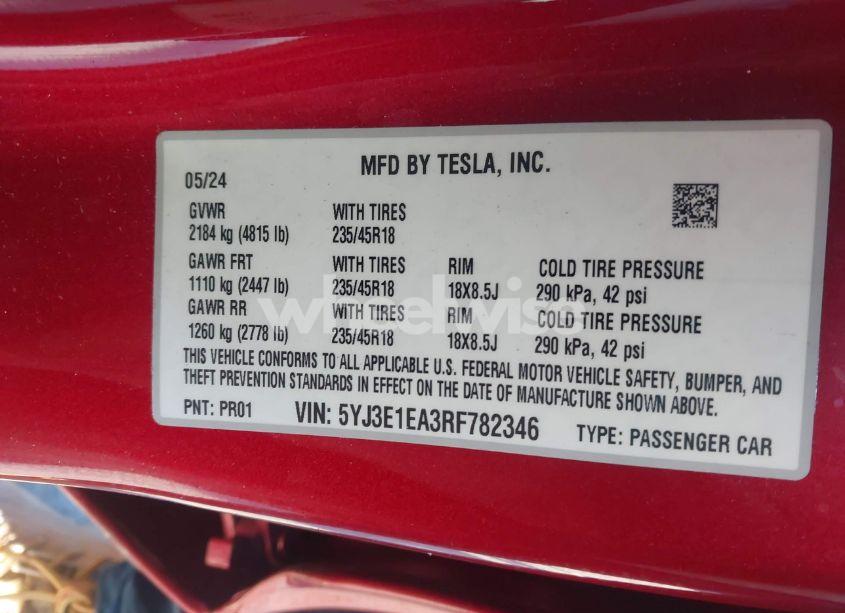 MFD BY TESLA, INC.
05/24
GVWR WITH TIRES
2184 kg (4815 lb) 235/45R18
GAWR FRT WITH TIRES RIM COLD TIRE PRESSURE
1110 kg (2447 lb) 235/45R18 18X8.5J 290 kPa, 42 psi
GAWR RR WITH TIRES RIM COLD TIRE PRESSURE
1260 kg (2778 lb) 235/45R18 18X8.5J 290 kPa, 42 psi
THIS VEHICLE CONFORMS TO ALL APPLICABLE U.S. FEDERAL MOTOR VEHICLE SAFETY, BUMPER, AND
THEFT PREVENTION STANDARDS IN EFFECT ON THE DATE OF MANUFACTURE SHOWN ABOVE.
PNT: PR01 VIN: 5YJ3E1EA3RF782346 TYPE: PASSENGER CAR
wheelwise